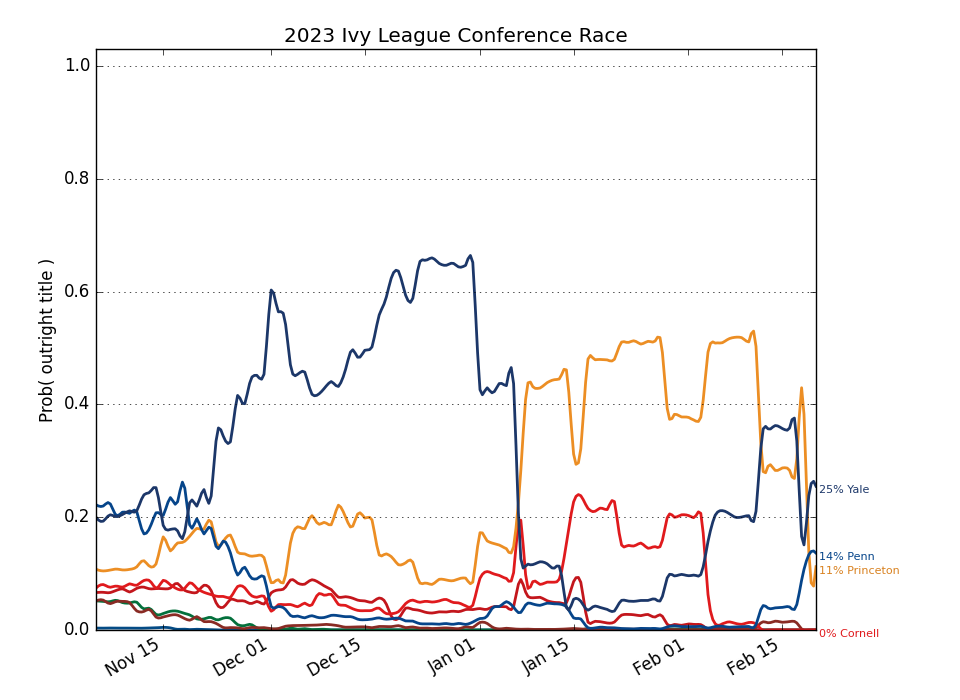 2023 Ivy League Conference Race
Prob( outright title )
1.0
0.8
0.6
0.4
0.2
0.0
25% Yale
14% Penn
11% Princeton
0% Cornell
Nov 15
Dec 01
Dec 15
Jan 01
Jan 15
Feb 01
Feb 15